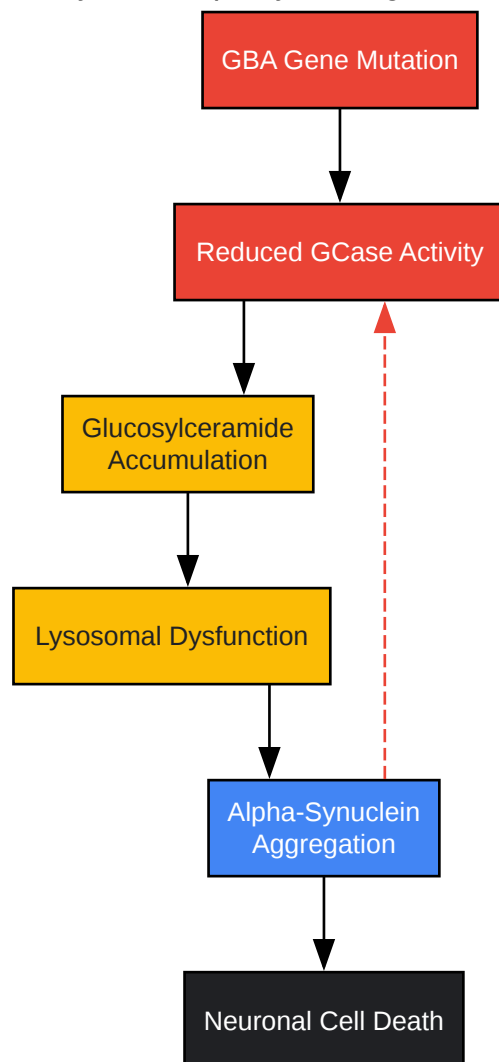 GBA Gene Mutation
Reduced GCase Activity
Glucosylceramide
Accumulation
Lysosomal Dysfunction
Alpha-Synuclein
Aggregation
Neuronal Cell Death